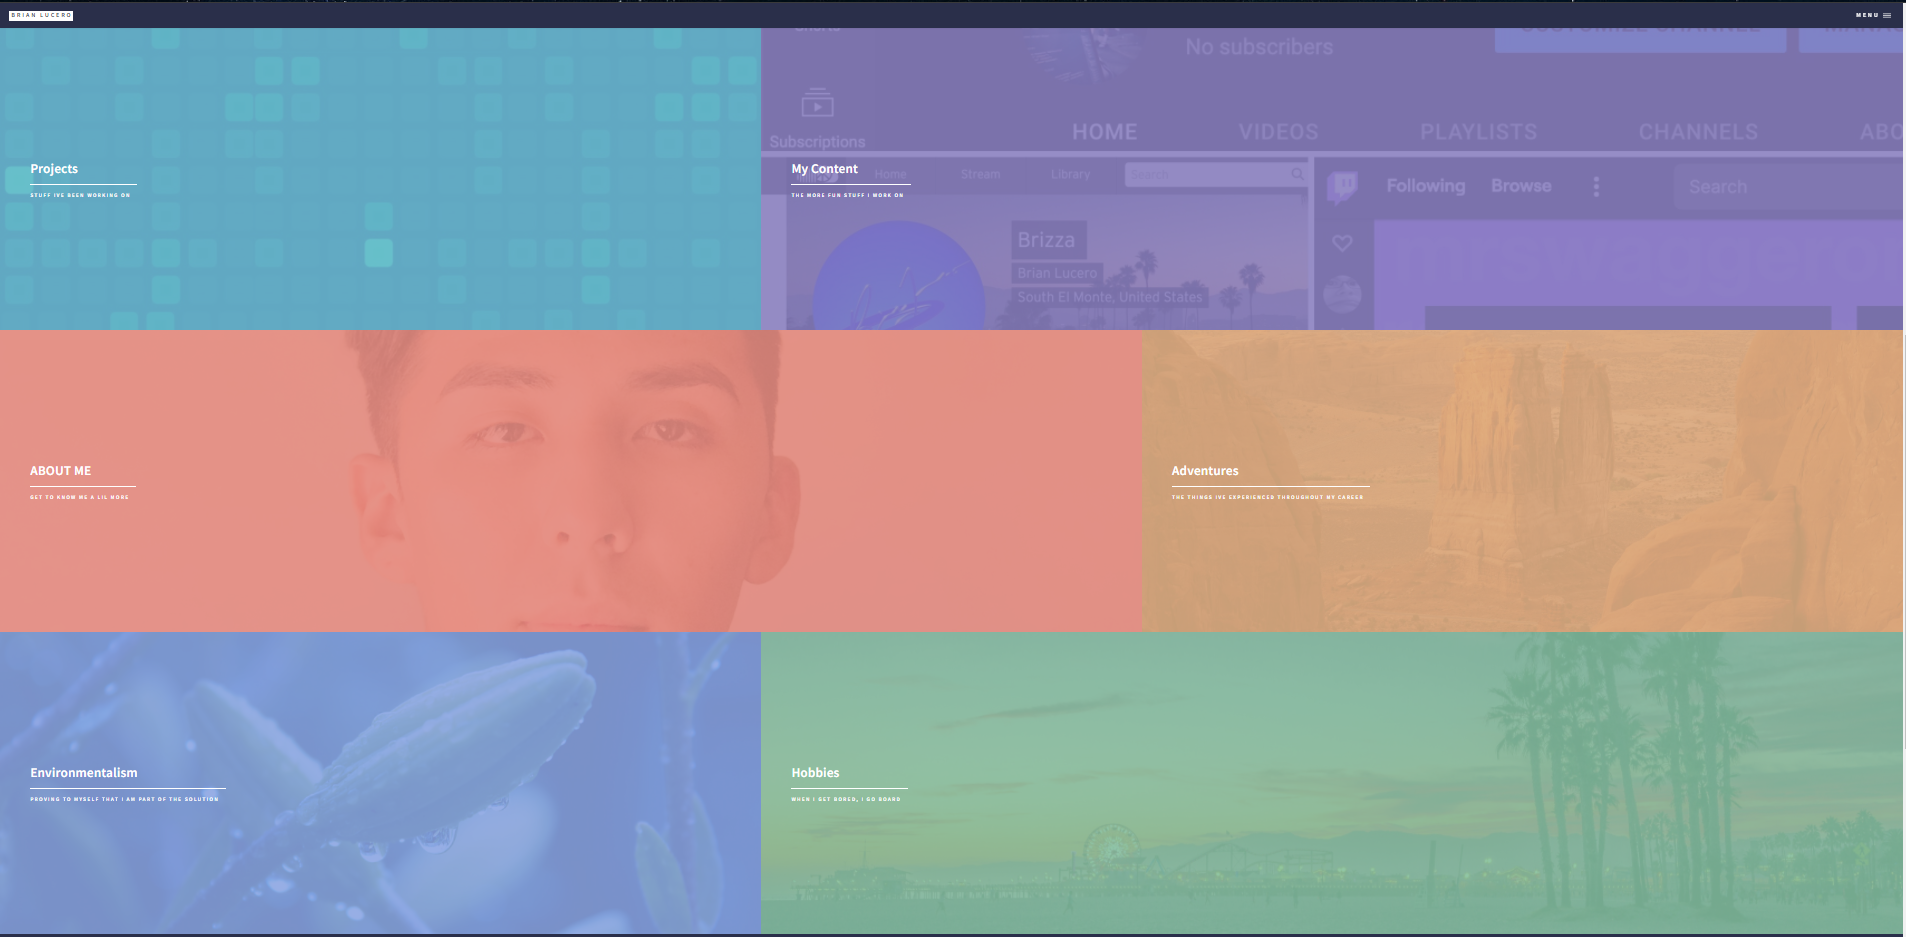 BRIAN LUCERO
MENU
No subscribers
Subscriptions
HOME VIDEOS PLAYLISTS CHANNELS
Projects
STUFF IVE BEEN WORKING ON
My Content
THE MORE FUN STUFF I WORK ON
Home Stream Library Search
Following Browse Search
Brizza
Brian Lucero
South El Monte, United States
ABOUT ME
GET TO KNOW ME A LIL MORE
Adventures
THE THINGS IVE EXPERIENCED THROUGHOUT MY CAREER
Environmentalism
PROVING TO MYSELF THAT I AM PART OF THE SOLUTION
Hobbies
WHEN I GET BORED, I GO BOARD